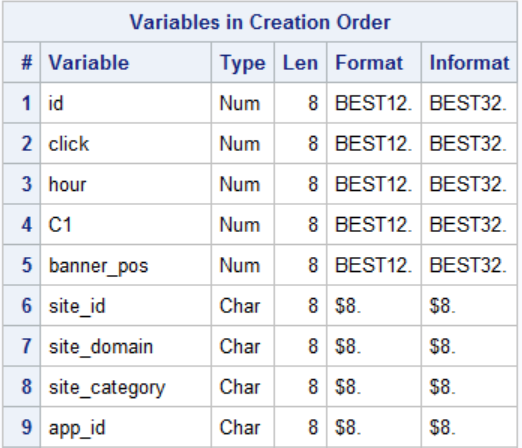 Variables in Creation Order
# Variable Type Len Format Informat
1 id Num 8 BEST12. BEST32.
2 click Num 8 BEST12. BEST32.
3 hour Num 8 BEST12. BEST32.
4 C1 Num 8 BEST12. BEST32.
5 banner_pos Num 8 BEST12. BEST32.
6 site_id Char 8 $8. $8.
7 site_domain Char 8 $8. $8.
8 site_category Char 8 $8. $8.
9 app_id Char 8 $8. $8.